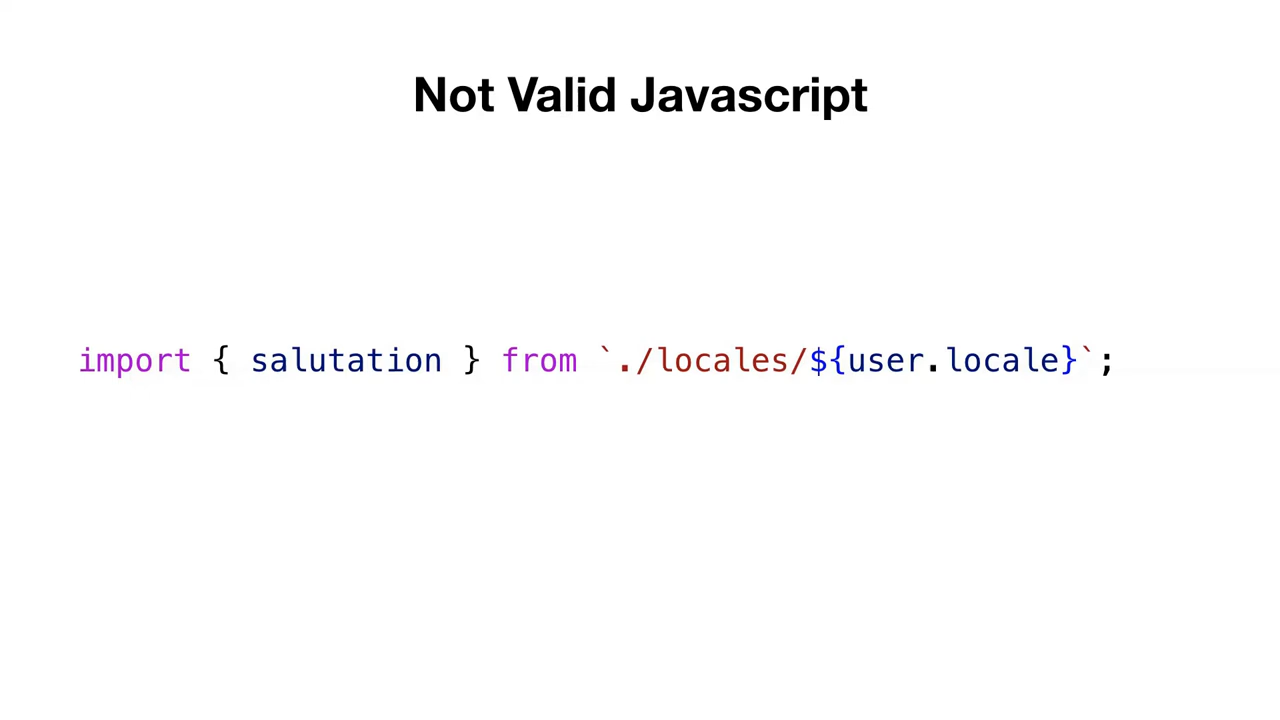 Not Valid Javascript
import { salutation } from `./locales/${user.locale}`;